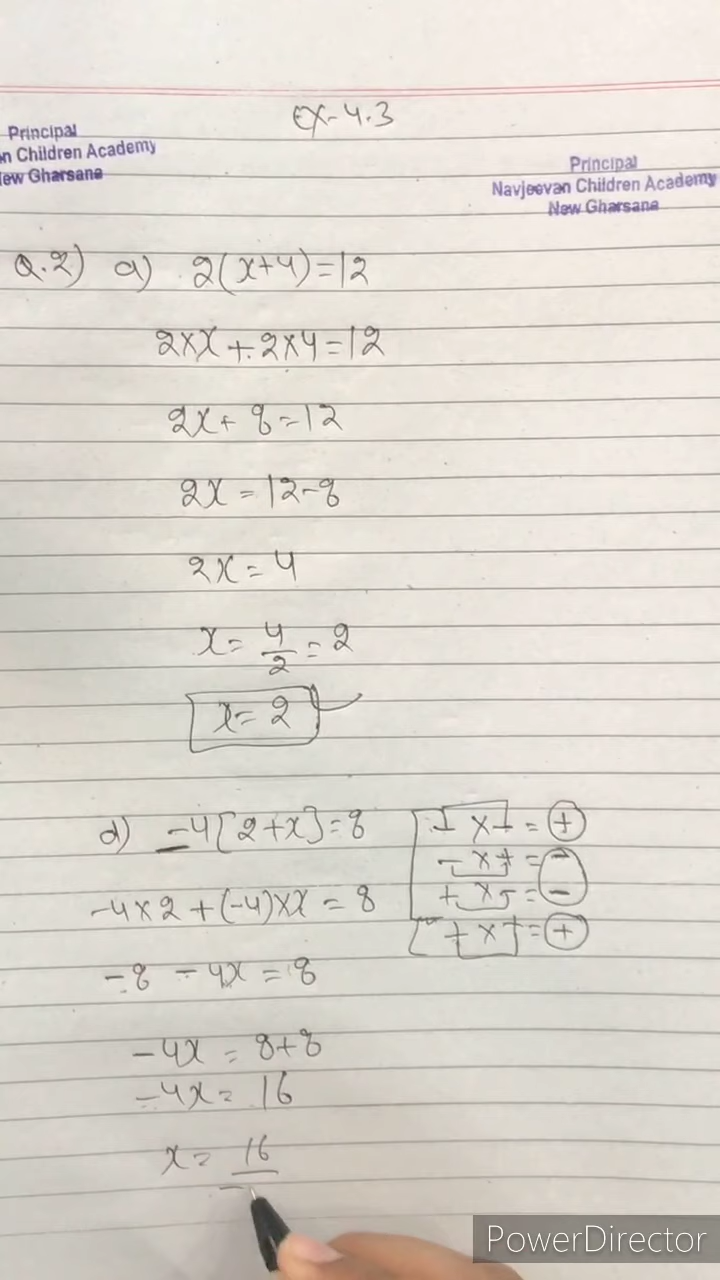 EX-4.3
Principal
n Children Academy
ew Gharsana
Principal
Navjeevan Children Academy
New Gharsana
Q.2) a) 2(x+4)=12
2×x+2×4=12
2x+8=12
2x=12-8
2x=4
x=4/2=2
x=2
d) -4[2+x]=8
-4×2+(-4)×x=8
-8-4x=8
-4x=8+8
-4x=16
x=16
-×+=-
+×-=-
+×+=+
PowerDirector